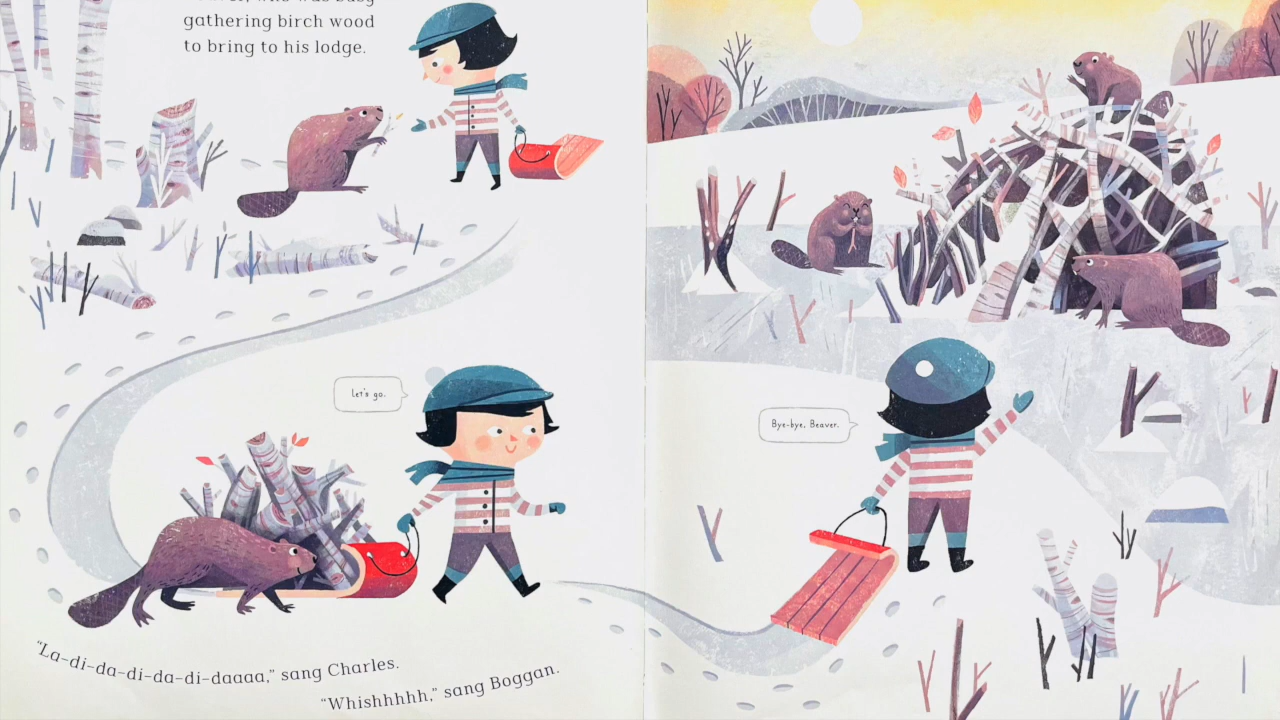 gathering birch wood
to bring to his lodge.
Let's go.
"La-di-da-di-da-di-daaaa," sang Charles.
"Whishhhhh," sang Boggan.
Bye-bye, Beaver.